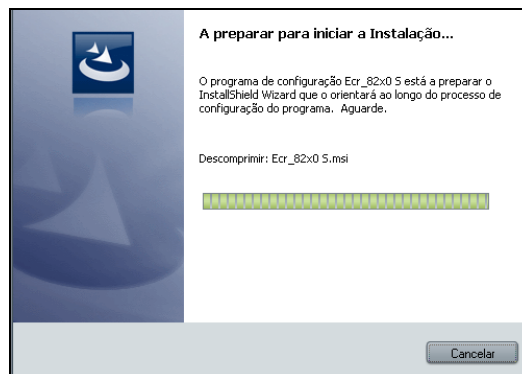 A preparar para iniciar a Instalação...
O programa de configuração Ecr_82x0 S está a preparar o
InstallShield Wizard que o orientará ao longo do processo de
configuração do programa. Aguarde.
Descomprimir: Ecr_82x0 S.msi
Cancelar